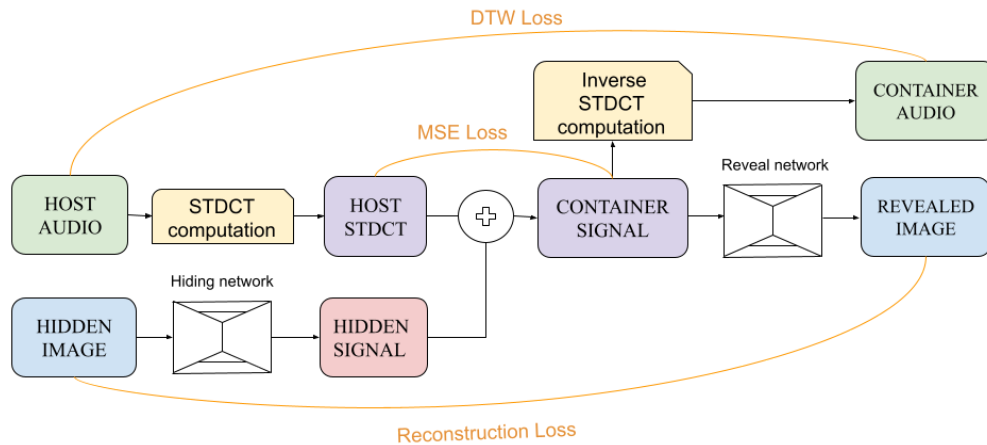 DTW Loss
Inverse
STDCT
computation
CONTAINER
AUDIO
MSE Loss
Reveal network
HOST
AUDIO
STDCT
computation
HOST
STDCT
CONTAINER
SIGNAL
REVEALED
IMAGE
Hiding network
HIDDEN
IMAGE
HIDDEN
SIGNAL
Reconstruction Loss